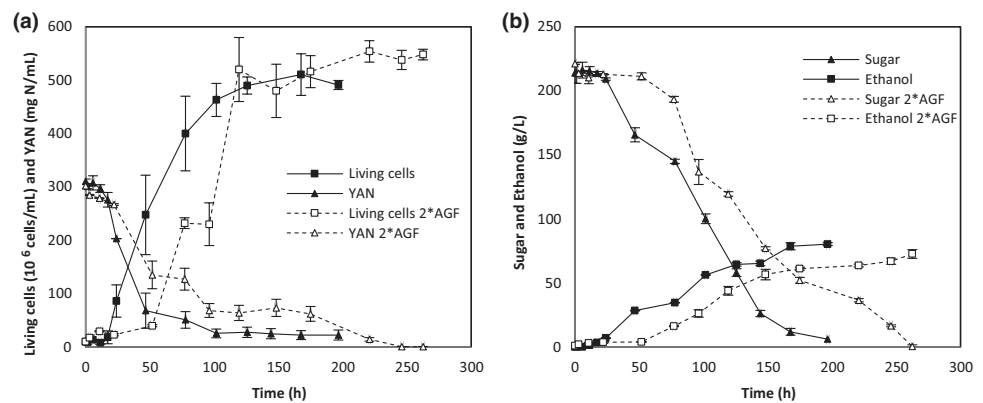 (a)
Living cells (10 6 cells/mL) and YAN (mg N/mL)
600
500
400
300
200
100
0
Living cells
YAN
Living cells 2*AGF
YAN 2*AGF
0 50 100 150 200 250 300
Time (h)
(b)
Sugar and Ethanol (g/L)
250
200
150
100
50
0
Sugar
Ethanol
Sugar 2*AGF
Ethanol 2*AGF
0 50 100 150 200 250 300
Time (h)